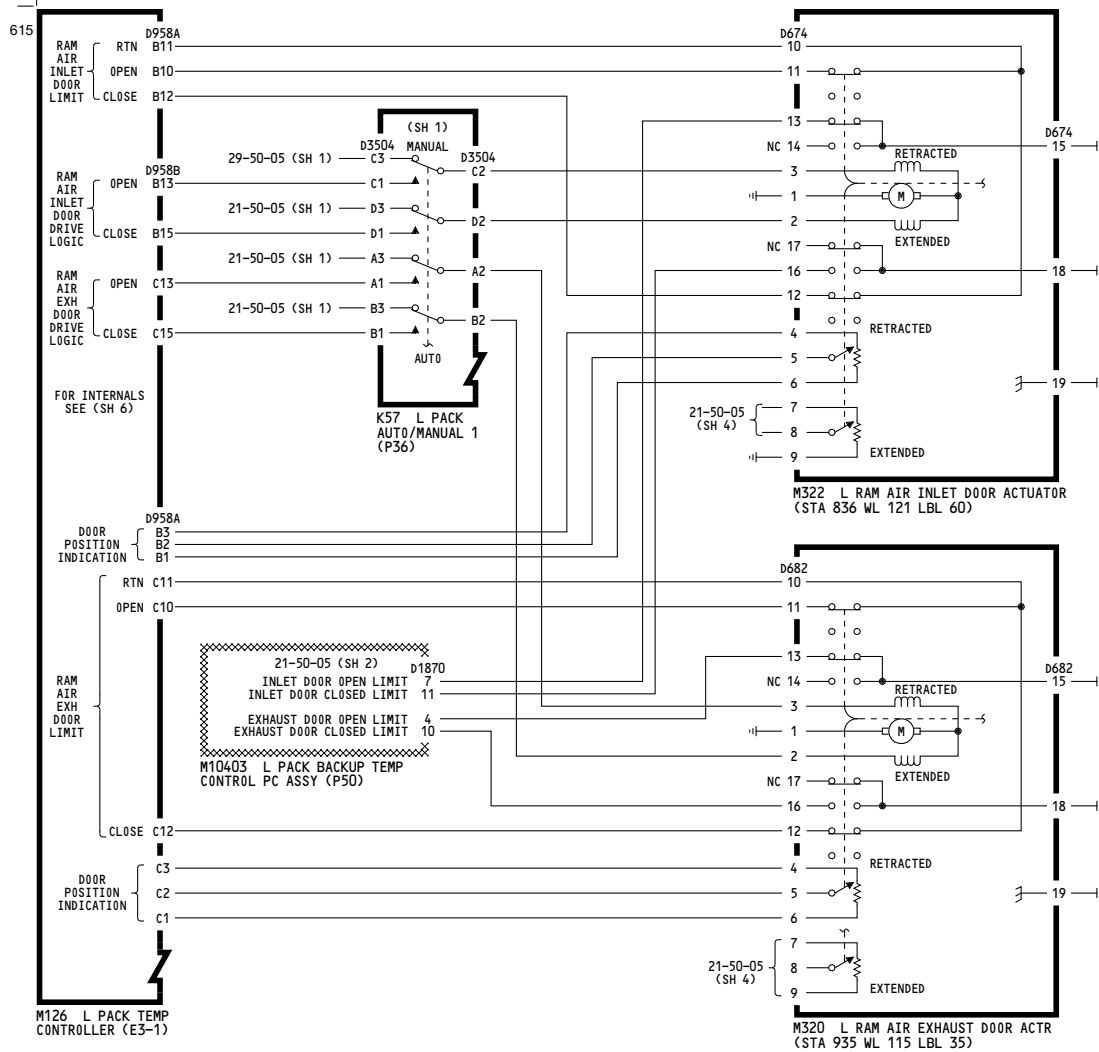 615
D958A
RAM AIR INLET DOOR LIMIT
RTN B11
OPEN B10
CLOSE B12
D958B
RAM AIR INLET DOOR DRIVE LOGIC
OPEN B13
CLOSE B15
RAM AIR EXH DOOR DRIVE LOGIC
OPEN C13
CLOSE C15
FOR INTERNALS
SEE (SH 6)
D958A
DOOR POSITION INDICATION
B3
B2
B1
RAM AIR EXH DOOR LIMIT
RTN C11
OPEN C10
CLOSE C12
DOOR POSITION INDICATION
C3
C2
C1
M126 L PACK TEMP
CONTROLLER (E3-1)
(SH 1)
MANUAL
D3504
D3504
29-50-05 (SH 1) C3
C2
C1
21-50-05 (SH 1) D3
D2
D1
21-50-05 (SH 1) A3
A2
A1
21-50-05 (SH 1) B3
B2
B1
AUTO
K57 L PACK
AUTO/MANUAL 1
(P36)
21-50-05 (SH 2)
D1870
INLET DOOR OPEN LIMIT 7
INLET DOOR CLOSED LIMIT 11
EXHAUST DOOR OPEN LIMIT 4
EXHAUST DOOR CLOSED LIMIT 10
M10403 L PACK BACKUP TEMP
CONTROL PC ASSY (P50)
D674
10
11
13
D674
NC 14
15
RETRACTED
3
1
M
2
EXTENDED
NC 17
16
18
12
RETRACTED
4
5
6
19
21-50-05
(SH 4)
7
8
9
EXTENDED
M322 L RAM AIR INLET DOOR ACTUATOR
(STA 836 WL 121 LBL 60)
D682
10
11
13
D682
NC 14
15
RETRACTED
3
1
M
2
EXTENDED
NC 17
16
18
12
RETRACTED
4
5
6
19
21-50-05
(SH 4)
7
8
9
EXTENDED
M320 L RAM AIR EXHAUST DOOR ACTR
(STA 935 WL 115 LBL 35)